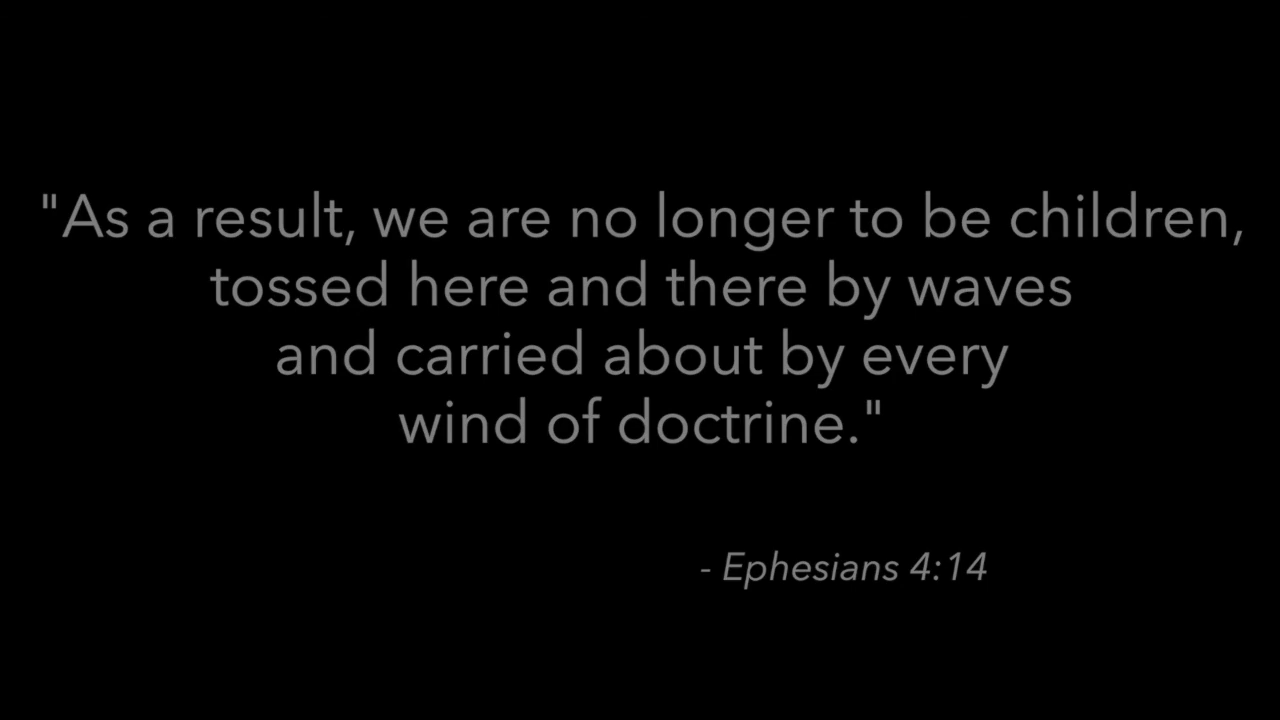 "As a result, we are no longer to be children,
tossed here and there by waves
and carried about by every
wind of doctrine."
- Ephesians 4:14